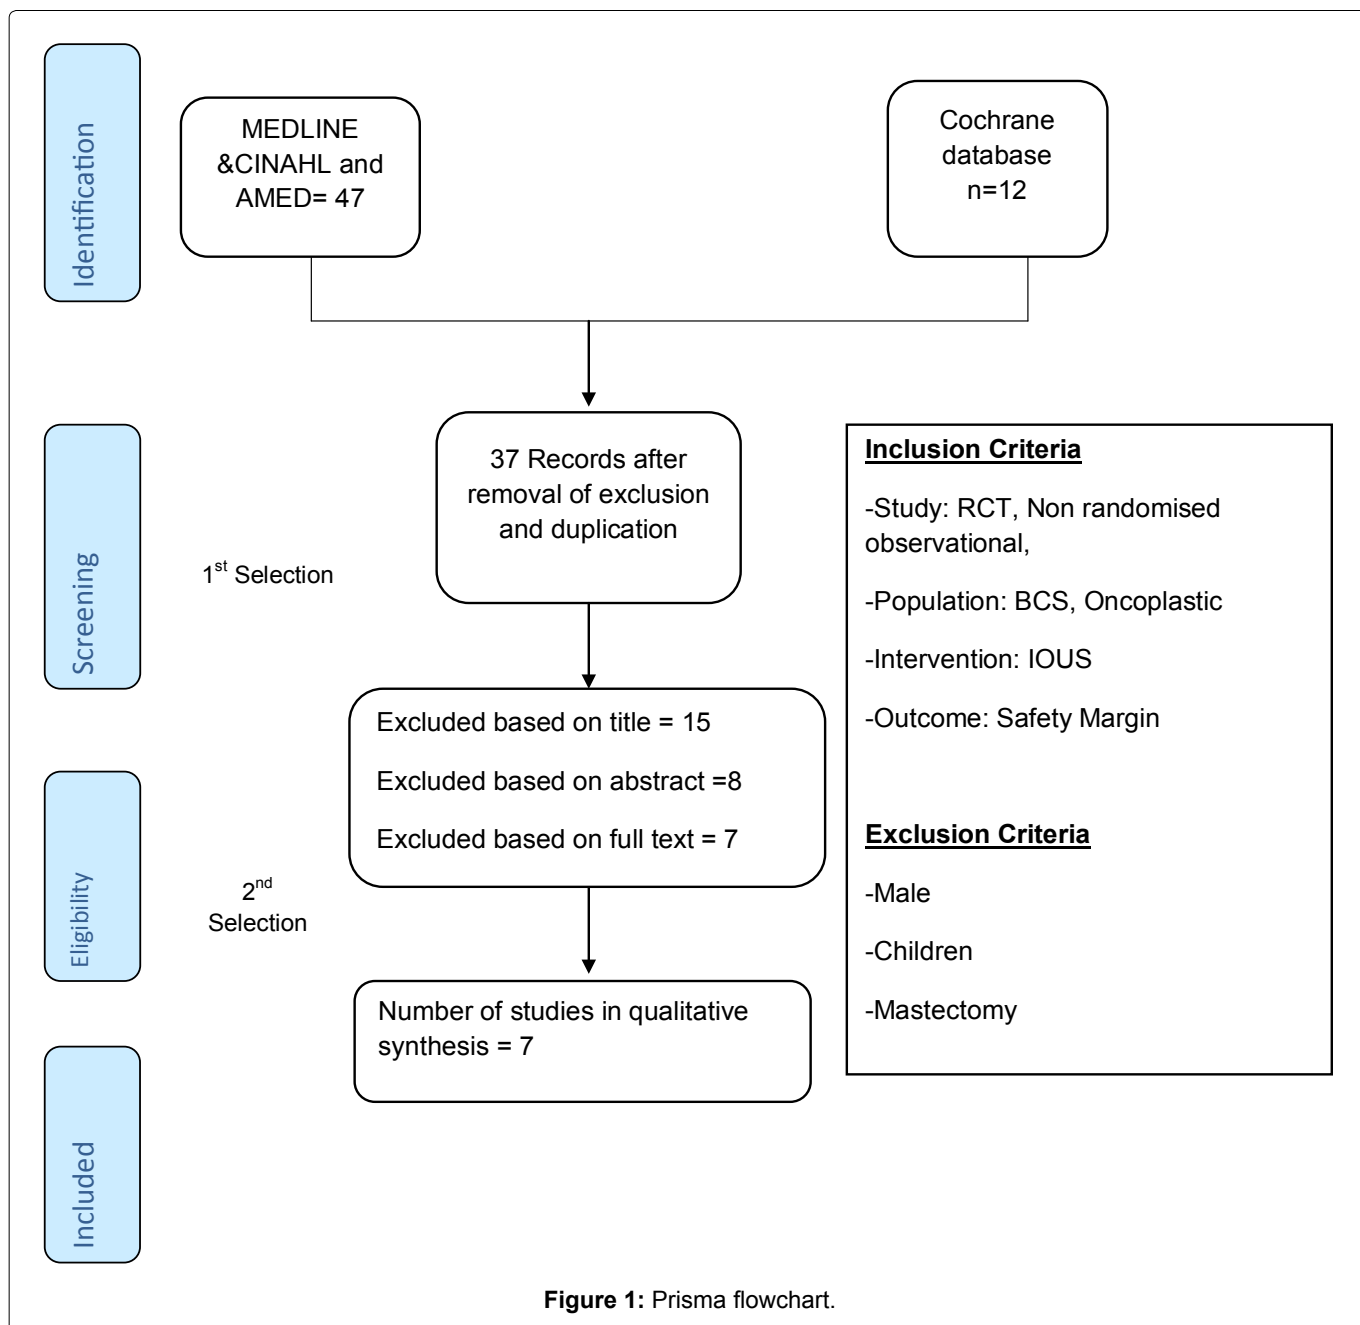 Identification
MEDLINE
&CINAHL and
AMED= 47
Cochrane
database
n=12
Screening
1st Selection
37 Records after
removal of exclusion
and duplication
Excluded based on title = 15
Excluded based on abstract =8
Excluded based on full text = 7
Eligibility
2nd
Selection
Number of studies in qualitative
synthesis = 7
Included
Inclusion Criteria
-Study: RCT, Non randomised
observational,
-Population: BCS, Oncoplastic
-Intervention: IOUS
-Outcome: Safety Margin
Exclusion Criteria
-Male
-Children
-Mastectomy
Figure 1: Prisma flowchart.